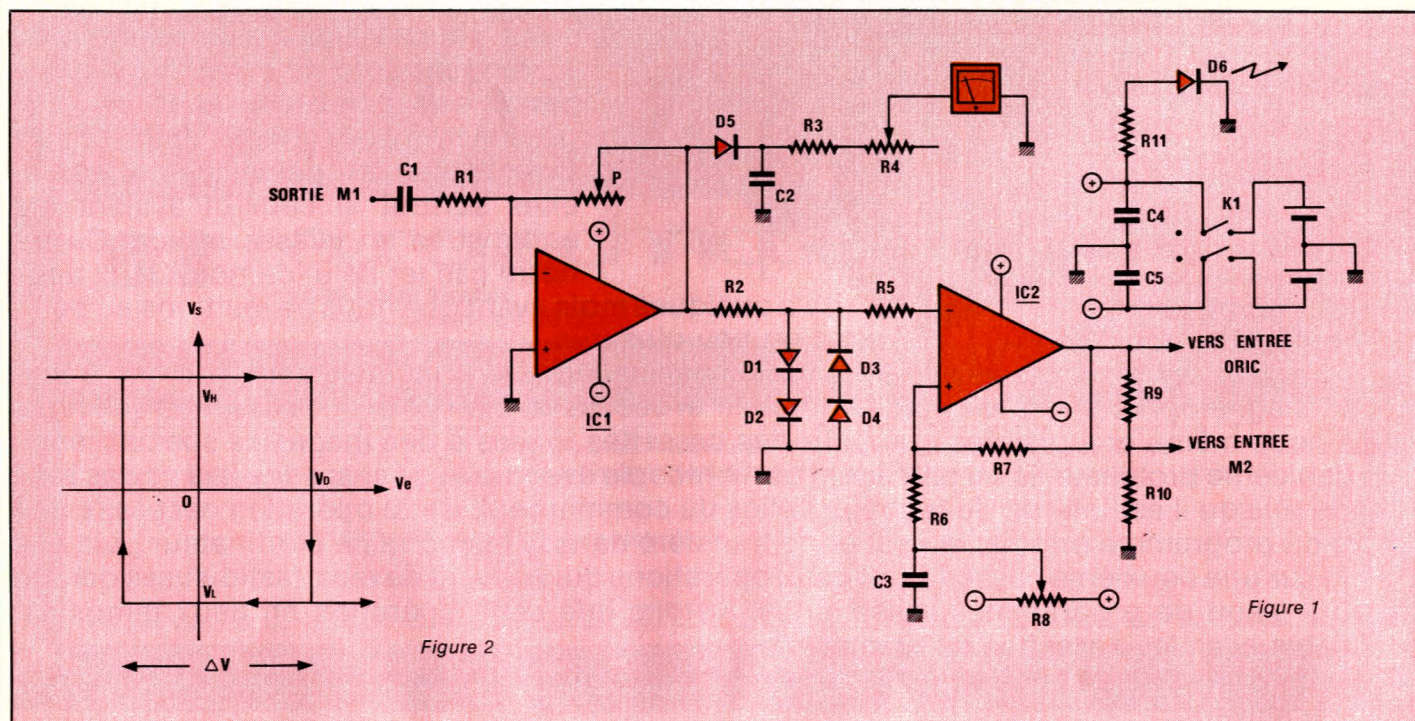 D6
R11
D5
R3
R4
C1
R1
P
SORTIE M1
C2
+
C4
K1
C5
-
+
-
+
-
IC1
R2
R5
+
IC2
-
+
-
D1
D3
D2
D4
R7
R6
C3
-
+
R8
VERS ENTREE
ORIC
R9
VERS ENTREE
M2
R10
Figure 1
VS
VH
VD
Ve
O
VL
ΔV
Figure 2